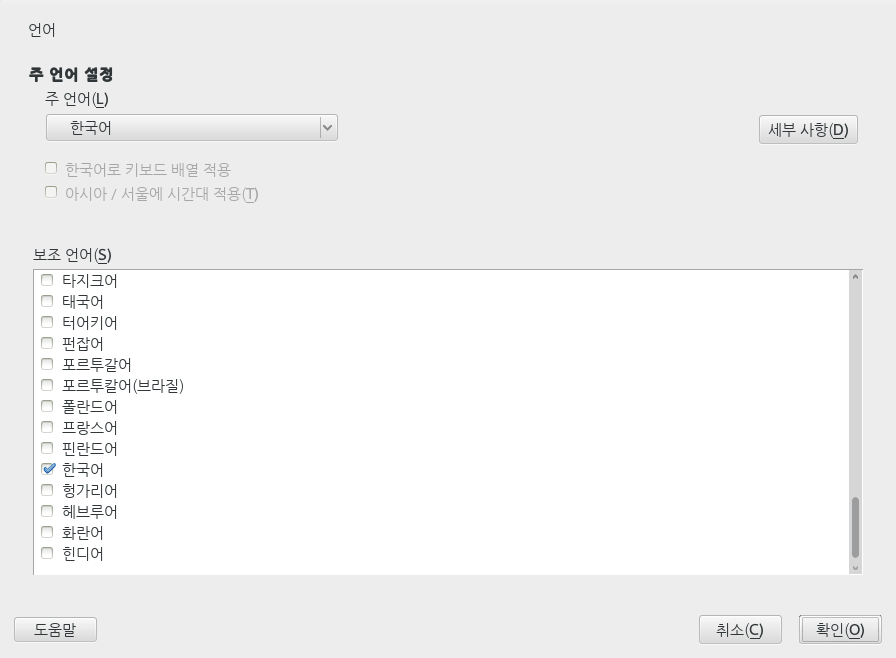 언어
주 언어 설정
주 언어(L)
한국어
세부 사항(D)
한국어로 키보드 배열 적용
아시아 / 서울에 시간대 적용(T)
보조 언어(S)
타지크어
태국어
터어키어
펀잡어
포르투갈어
포르투칼어(브라질)
폴란드어
프랑스어
핀란드어
한국어
헝가리어
헤브루어
화란어
힌디어
도움말
취소(C)
확인(O)